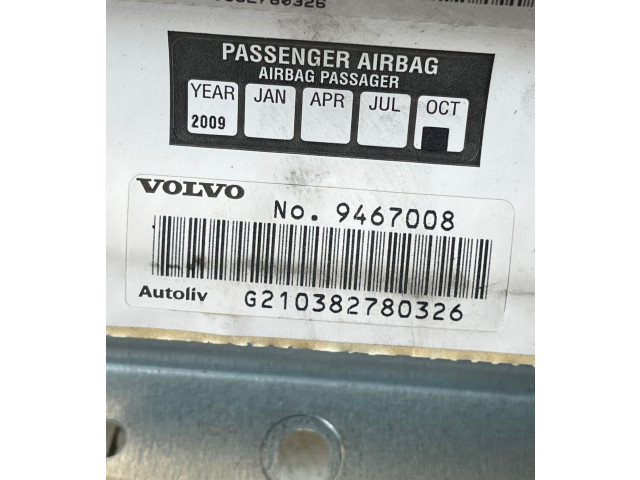 PASSENGER AIRBAG
AIRBAG PASSAGER
YEAR JAN APR JUL OCT
2009
VOLVO No. 9467008
Autoliv G210382780326